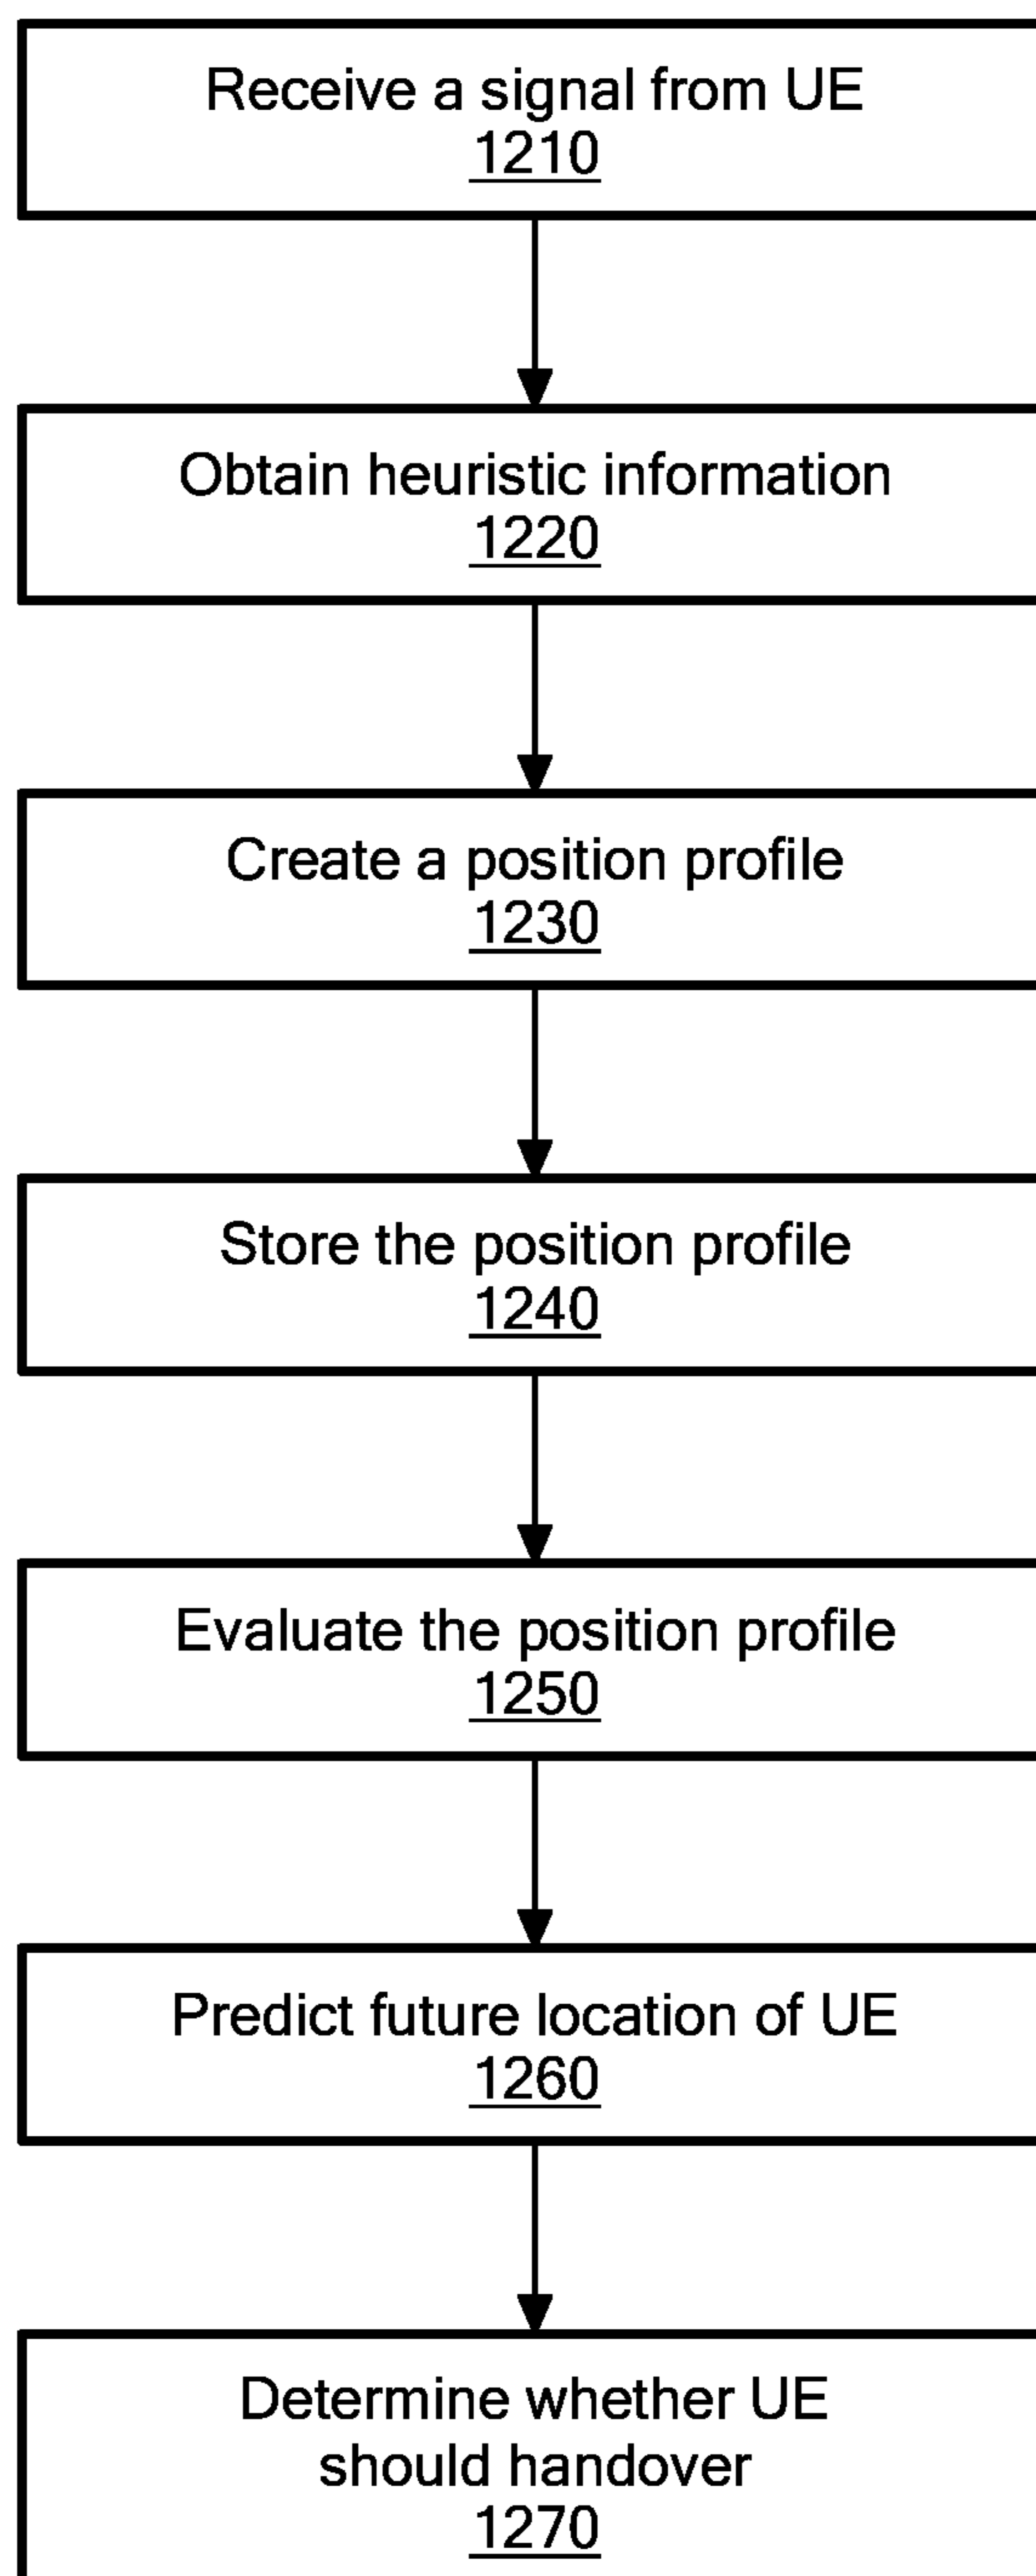 Receive a signal from UE
1210
Obtain heuristic information
1220
Create a position profile
1230
Store the position profile
1240
Evaluate the position profile
1250
Predict future location of UE
1260
Determine whether UE
should handover
1270